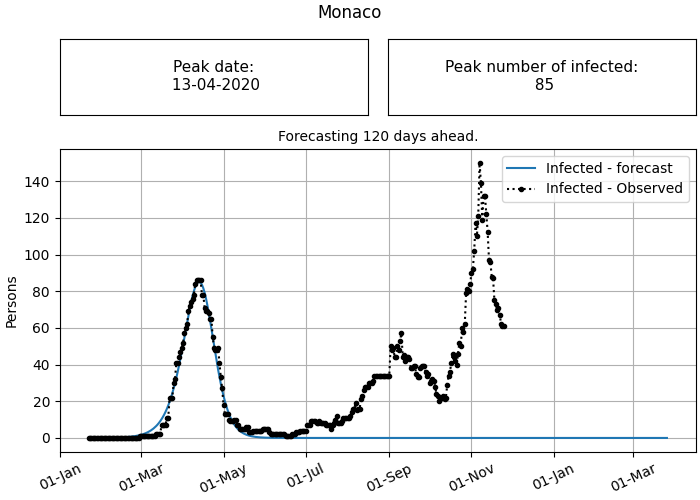 Monaco
Peak date:
13-04-2020
Peak number of infected:
85
Forecasting 120 days ahead.
Infected - forecast
Infected - Observed
Persons
140
120
100
80
60
40
20
0
01-Jan
01-Mar
01-May
01-Jul
01-Sep
01-Nov
01-Jan
01-Mar